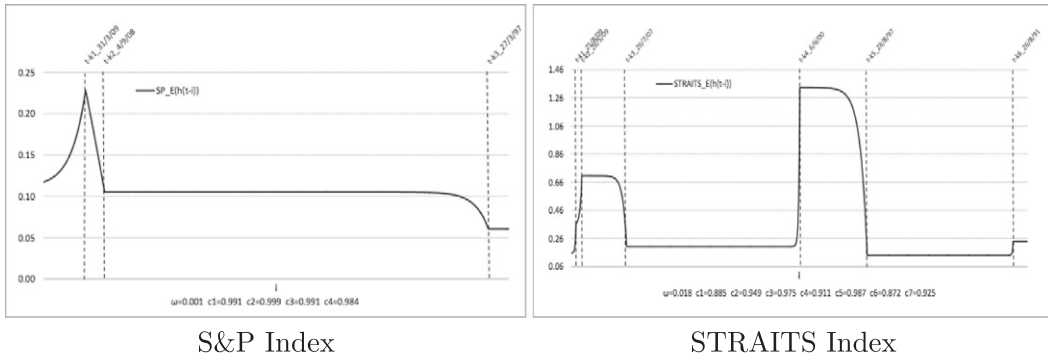 t-k1_31/3/09
t-k2_4/9/08
t-k3_27/3/97
0.25
0.20
0.15
0.10
0.05
0.00
SP_E(h(t-i))
i
ω=0.001 c1=0.991 c2=0.999 c3=0.991 c4=0.984
t-k3_26/7/07
t-k4_6/6/00
t-k5_28/8/97
t-k6_26/8/91
1.46
1.26
1.06
0.86
0.66
0.46
0.26
0.06
STRAITS_E(h(t-i))
i
ω=0.018 c1=0.885 c2=0.949 c3=0.975 c4=0.911 c5=0.987 c6=0.872 c7=0.925
S&P Index
STRAITS Index